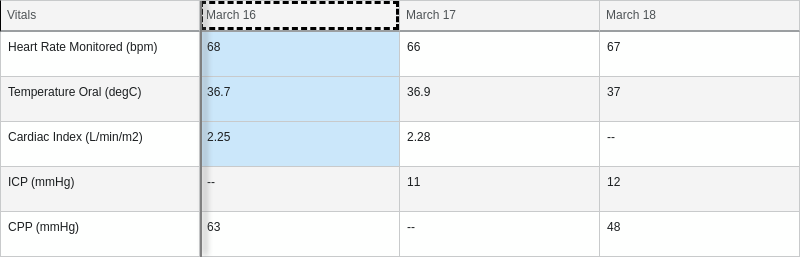 Vitals March 16 March 17 March 18
Heart Rate Monitored (bpm) 68 66 67
Temperature Oral (degC) 36.7 36.9 37
Cardiac Index (L/min/m2) 2.25 2.28 --
ICP (mmHg) -- 11 12
CPP (mmHg) 63 -- 48